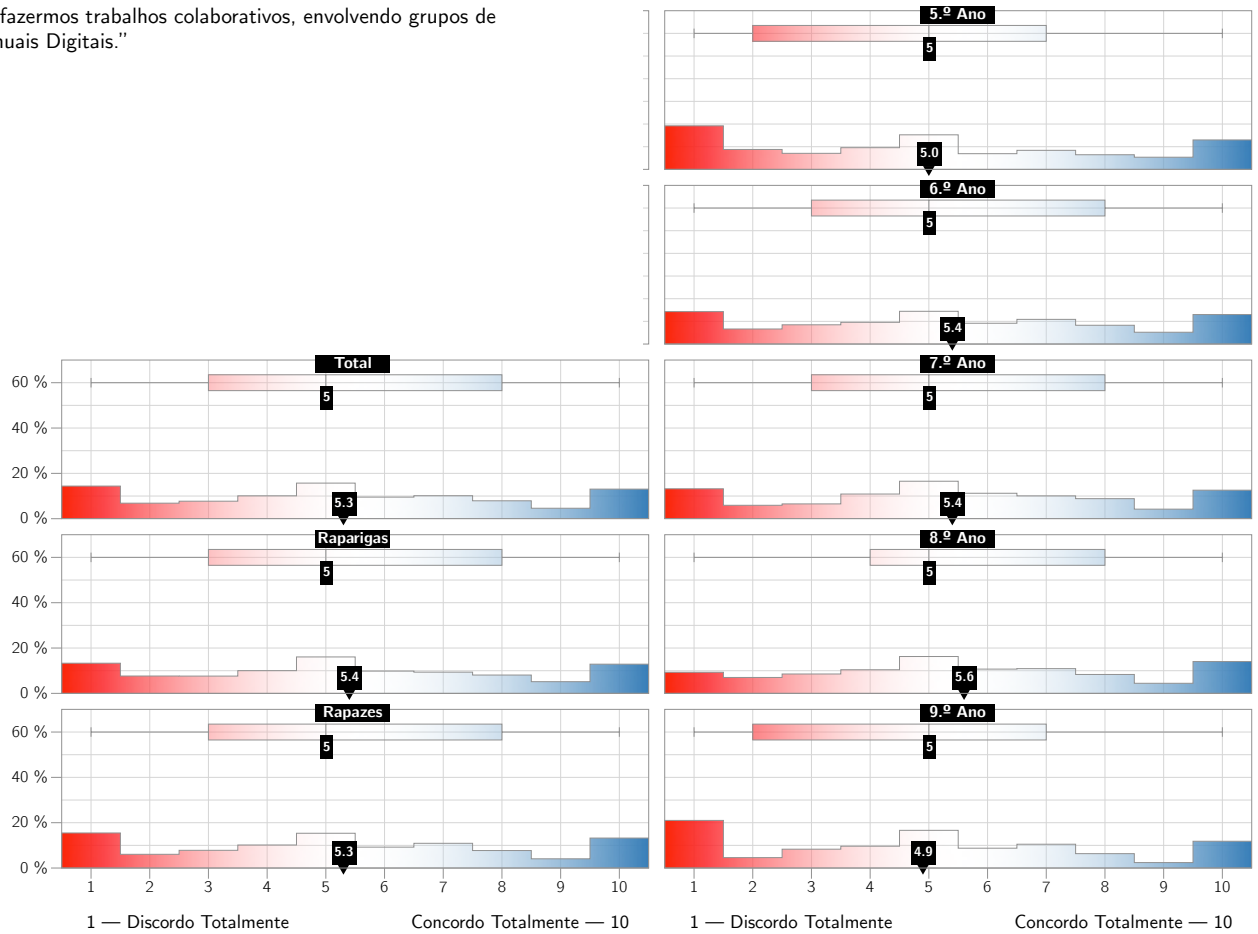 fazermos trabalhos colaborativos, envolvendo grupos de
Digitais.”
5.º Ano
5
5.0
6.º Ano
5
5.4
Total
60 %
5
40 %
20 %
5.3
0 %
7.º Ano
5
5.4
Raparigas
60 %
5
40 %
20 %
5.4
0 %
8.º Ano
5
5.6
Rapazes
60 %
5
40 %
20 %
5.3
0 %
1 2 3 4 5 6 7 8 9 10
1 — Discordo Totalmente Concordo Totalmente — 10
9.º Ano
5
4.9
1 2 3 4 5 6 7 8 9 10
1 — Discordo Totalmente Concordo Totalmente — 10